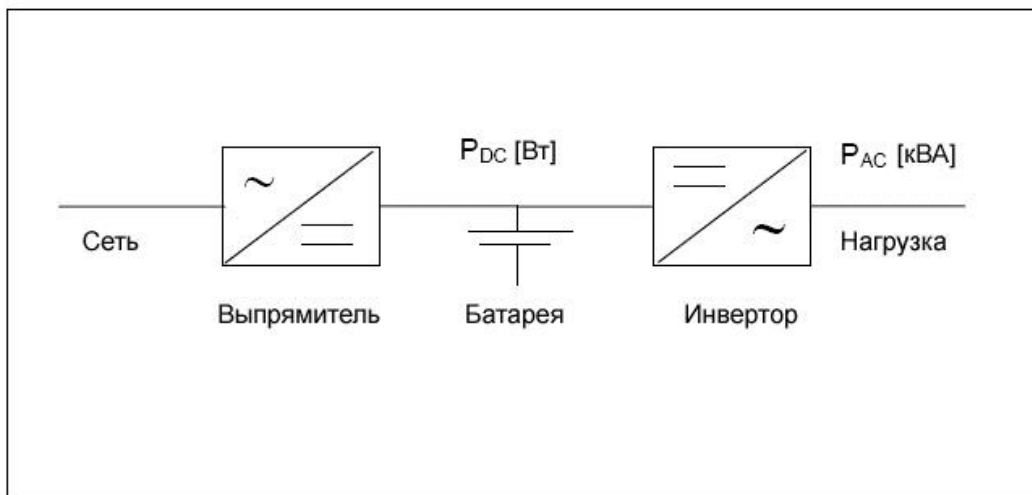 P_DC [Вт]
P_AC [кВА]
~
~
Сеть
Нагрузка
Выпрямитель
Батарея
Инвертор